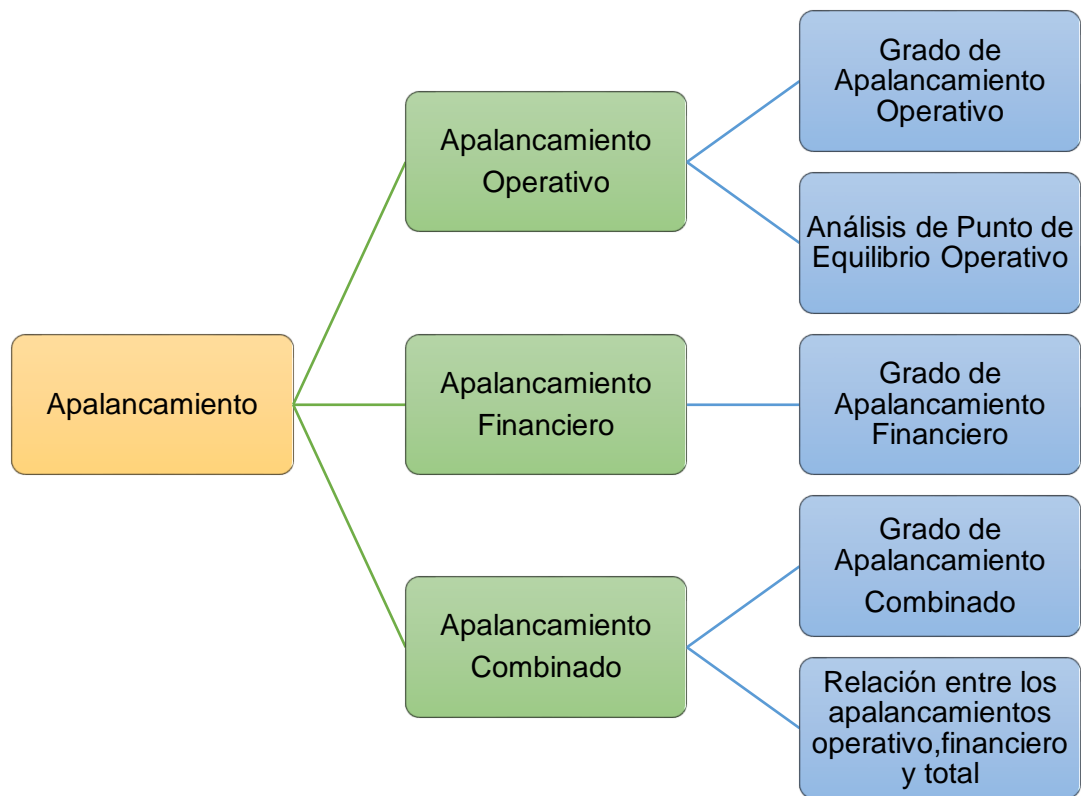 Apalancamiento
Apalancamiento
Operativo
Grado de
Apalancamiento
Operativo
Análisis de Punto de
Equilibrio Operativo
Apalancamiento
Financiero
Grado de
Apalancamiento
Financiero
Apalancamiento
Combinado
Grado de
Apalancamiento
Combinado
Relación entre los
apalancamientos
operativo,financiero
y total